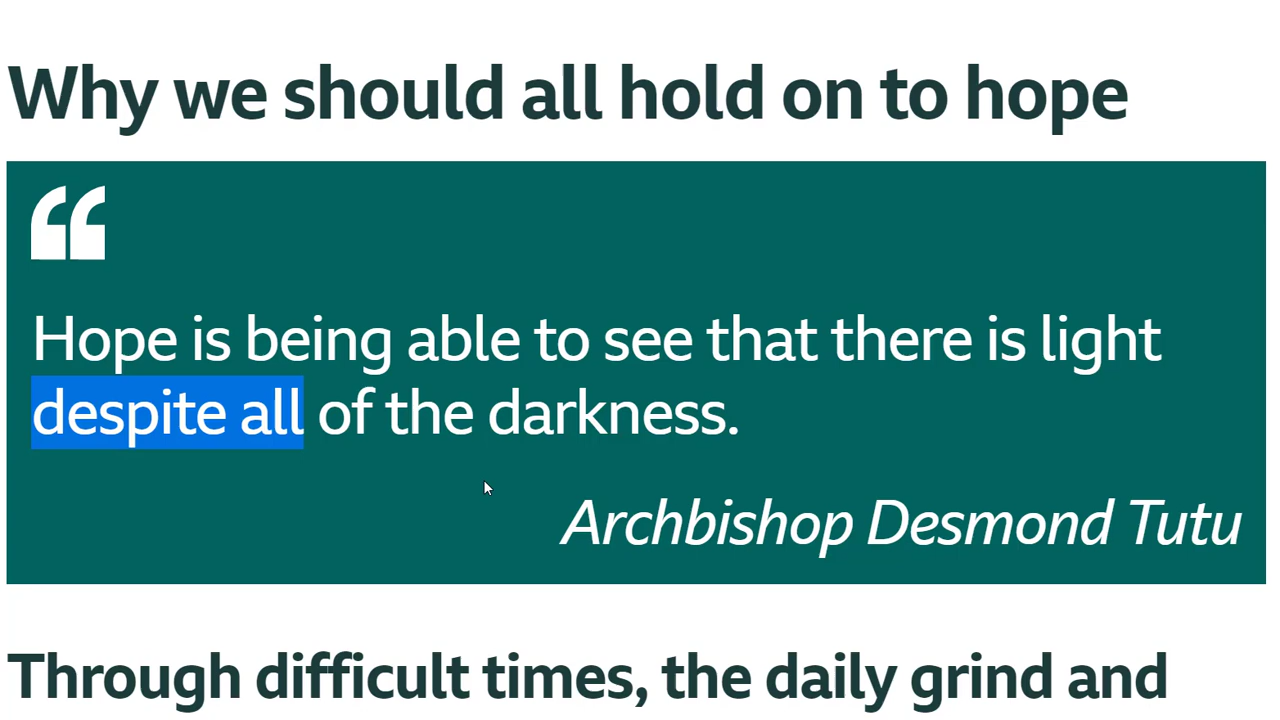 Why we should all hold on to hope
“
Hope is being able to see that there is light
despite all of the darkness.
Archbishop Desmond Tutu
Through difficult times, the daily grind and